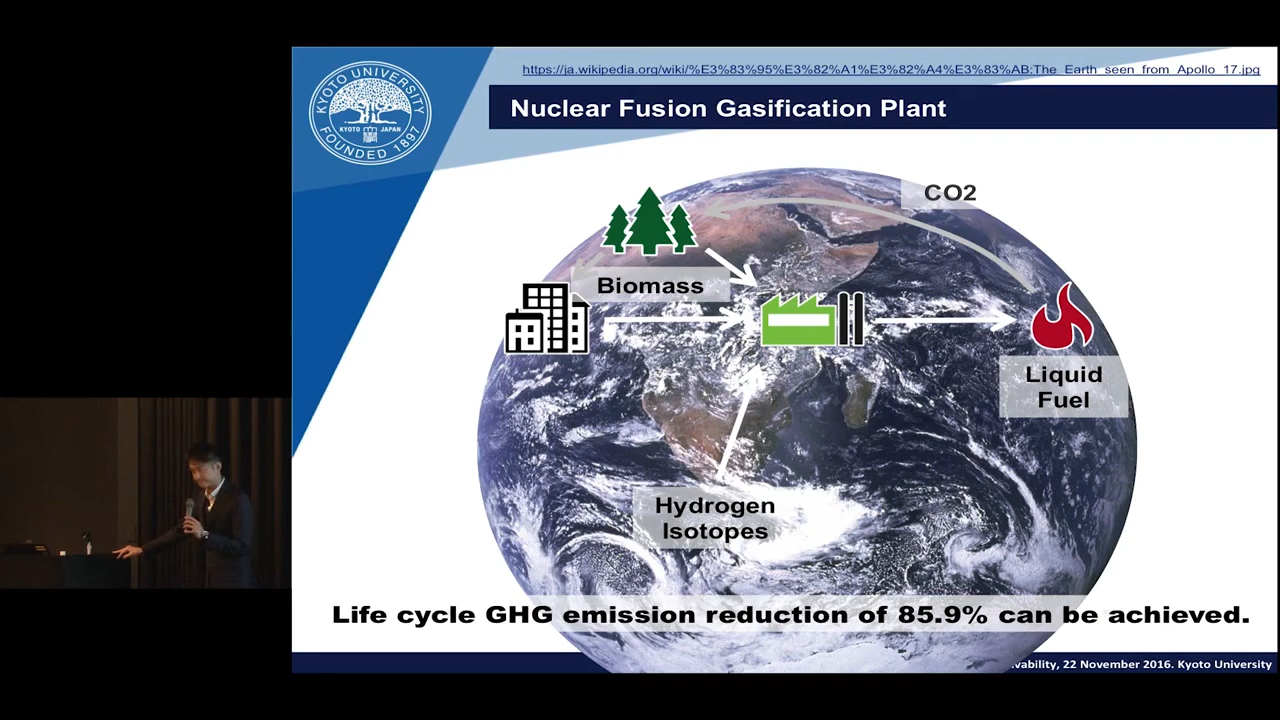 https://ja.wikipedia.org/wiki/%E3%83%95%E3%82%A1%E3%82%A4%E3%83%AB:The_Earth_seen_from_Apollo_17.jpg
KYOTO UNIVERSITY
KYOTO JAPAN
FOUNDED 1897
Nuclear Fusion Gasification Plant
CO2
Biomass
Liquid
Fuel
Hydrogen
Isotopes
Life cycle GHG emission reduction of 85.9% can be achieved.
22 November 2016. Kyoto University